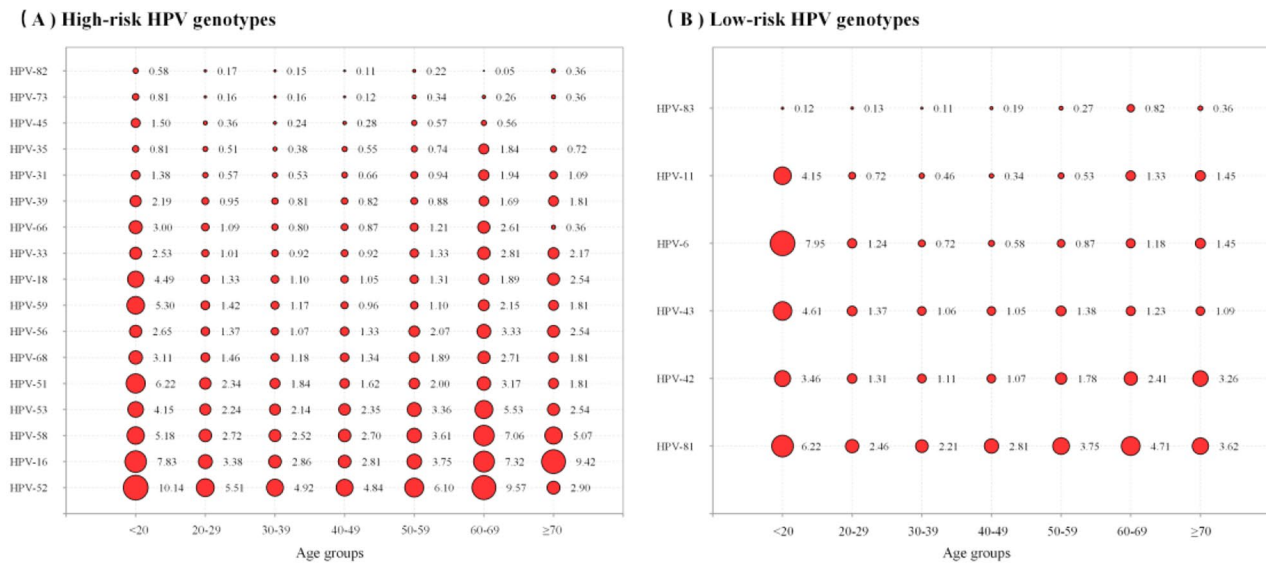 ( A ) High-risk HPV genotypes
HPV-82 0.58 0.17 0.15 0.11 0.22 0.05 0.36
HPV-73 0.81 0.16 0.16 0.12 0.34 0.26 0.36
HPV-45 1.50 0.36 0.24 0.28 0.57 0.56
HPV-35 0.81 0.51 0.38 0.55 0.74 1.84 0.72
HPV-31 1.38 0.57 0.53 0.66 0.94 1.94 1.09
HPV-39 2.19 0.95 0.81 0.82 0.88 1.69 1.81
HPV-66 3.00 1.09 0.80 0.87 1.21 2.61 0.36
HPV-33 2.53 1.01 0.92 0.92 1.33 2.81 2.17
HPV-18 4.49 1.33 1.10 1.05 1.31 1.89 2.54
HPV-59 5.30 1.42 1.17 0.96 1.10 2.15 1.81
HPV-56 2.65 1.37 1.07 1.33 2.07 3.33 2.54
HPV-68 3.11 1.46 1.18 1.34 1.89 2.71 1.81
HPV-51 6.22 2.34 1.84 1.62 2.00 3.17 1.81
HPV-53 4.15 2.24 2.14 2.35 3.36 5.53 2.54
HPV-58 5.18 2.72 2.52 2.70 3.61 7.06 5.07
HPV-16 7.83 3.38 2.86 2.81 3.75 7.32 9.42
HPV-52 10.14 5.51 4.92 4.84 6.10 9.57 2.90
<20 20-29 30-39 40-49 50-59 60-69 ≥70
Age groups
( B ) Low-risk HPV genotypes
HPV-83 0.12 0.13 0.11 0.19 0.27 0.82 0.36
HPV-11 4.15 0.72 0.46 0.34 0.53 1.33 1.45
HPV-6 7.95 1.24 0.72 0.58 0.87 1.18 1.45
HPV-43 4.61 1.37 1.06 1.05 1.38 1.23 1.09
HPV-42 3.46 1.31 1.11 1.07 1.78 2.41 3.26
HPV-81 6.22 2.46 2.21 2.81 3.75 4.71 3.62
<20 20-29 30-39 40-49 50-59 60-69 ≥70
Age groups